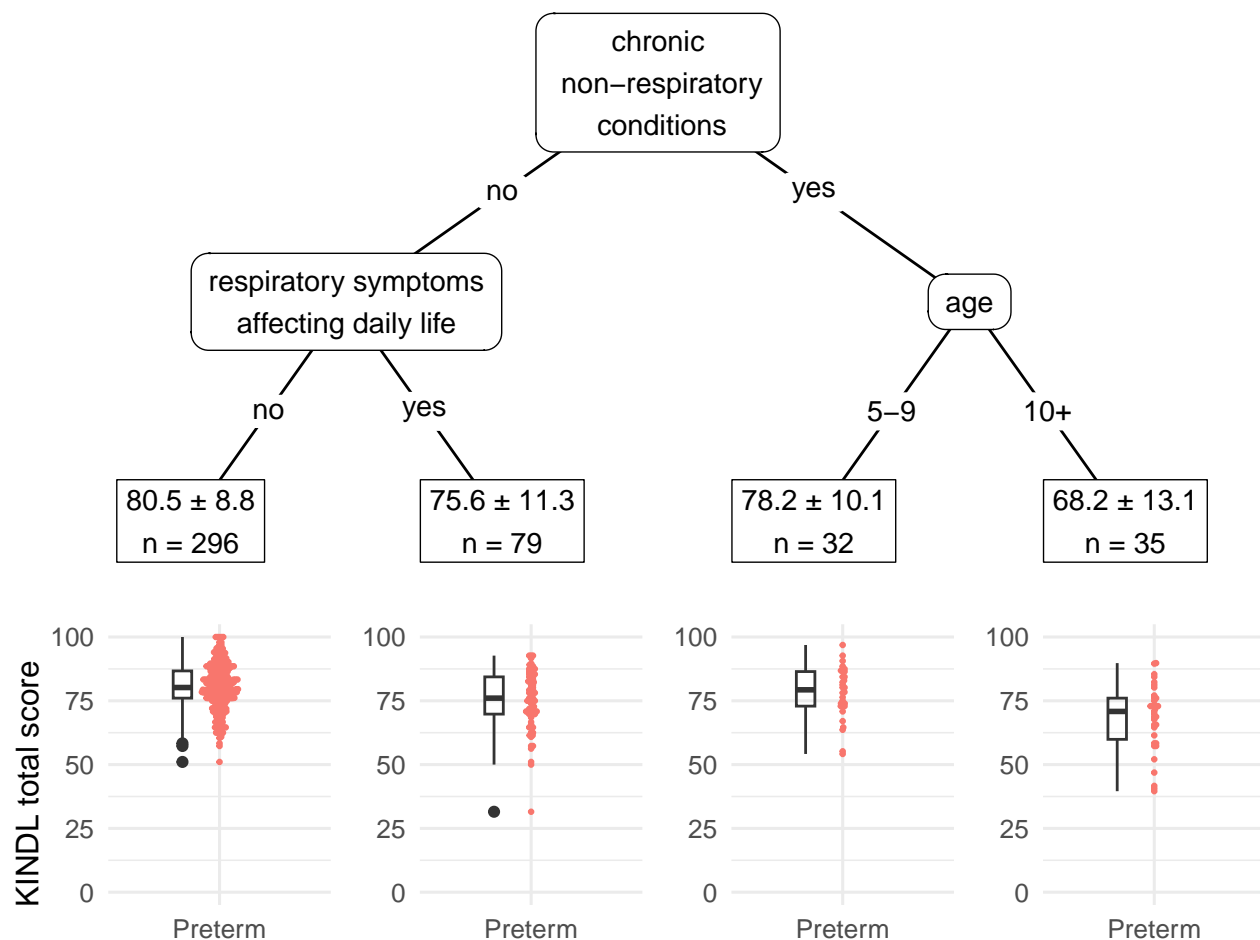 chronic
non−respiratory
conditions
no
yes
respiratory symptoms
affecting daily life
age
no
yes
5−9
10+
80.5 ± 8.8
n = 296
75.6 ± 11.3
n = 79
78.2 ± 10.1
n = 32
68.2 ± 13.1
n = 35
KINDL total score
100
75
50
25
0
Preterm
100
75
50
25
0
Preterm
100
75
50
25
0
Preterm
100
75
50
25
0
Preterm